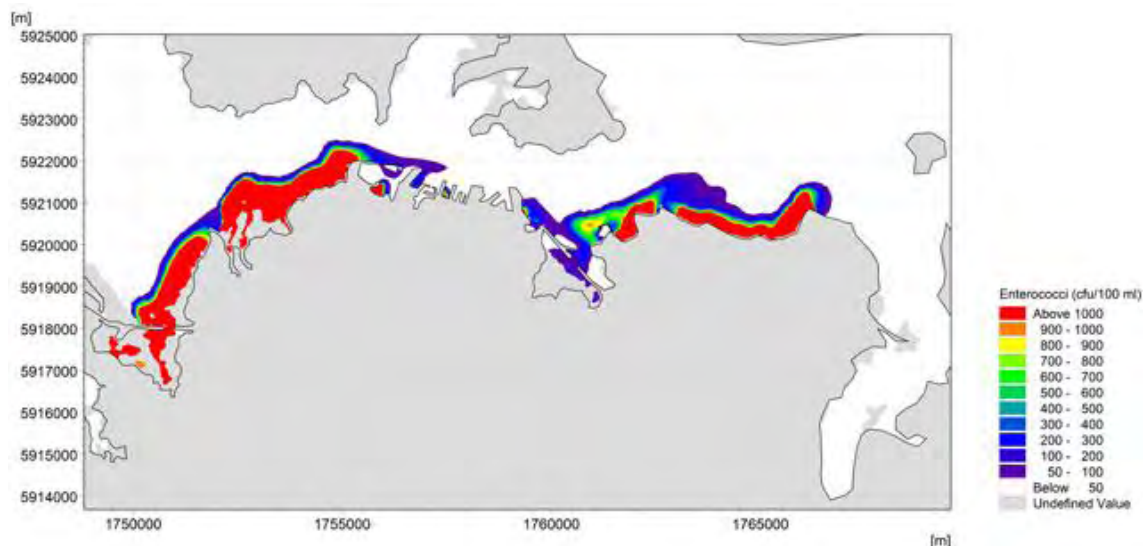 [m]
5925000
5924000
5923000
5922000
5921000
5920000
5919000
5918000
5917000
5916000
5915000
5914000
1750000 1755000 1760000 1765000
[m]
Enterococci (cfu/100 ml)
Above 1000
900 - 1000
800 - 900
700 - 800
600 - 700
500 - 600
400 - 500
300 - 400
200 - 300
100 - 200
50 - 100
Below 50
Undefined Value